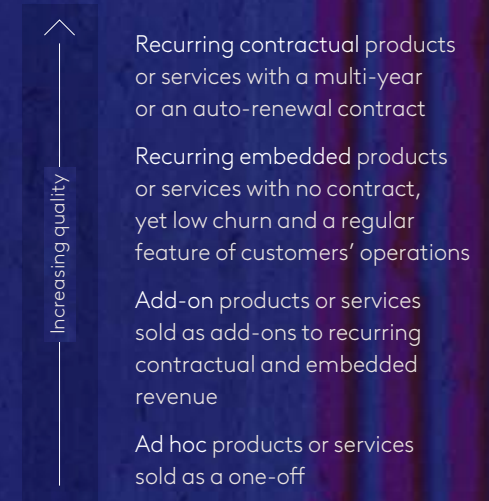 Increasing quality
Recurring contractual products
or services with a multi-year
or an auto-renewal contract
Recurring embedded products
or services with no contract,
yet low churn and a regular
feature of customers’ operations
Add-on products or services
sold as add-ons to recurring
contractual and embedded
revenue
Ad hoc products or services
sold as a one-off